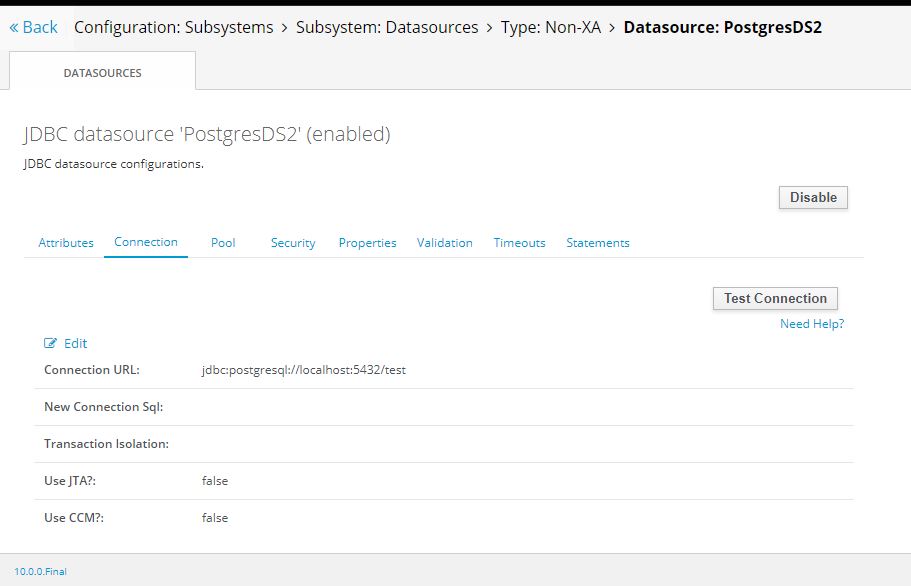 « Back Configuration: Subsystems > Subsystem: Datasources > Type: Non-XA > Datasource: PostgresDS2
DATASOURCES
JDBC datasource 'PostgresDS2' (enabled)
JDBC datasource configurations.
Disable
Attributes Connection Pool Security Properties Validation Timeouts Statements
Test Connection
Need Help?
Edit
Connection URL: jdbc:postgresql://localhost:5432/test
New Connection Sql:
Transaction Isolation:
Use JTA?: false
Use CCM?: false
10.0.0.Final